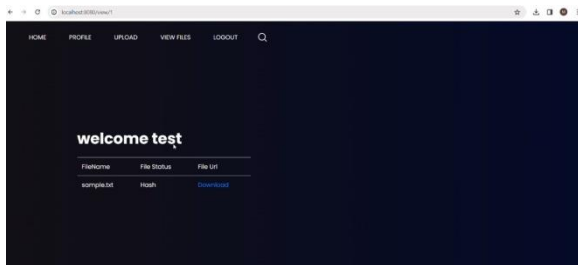 localhost:8080/view/1
HOME PROFILE UPLOAD VIEW FILES LOGOUT
welcome test
FileName File Status File Url
sample.txt Hash Download